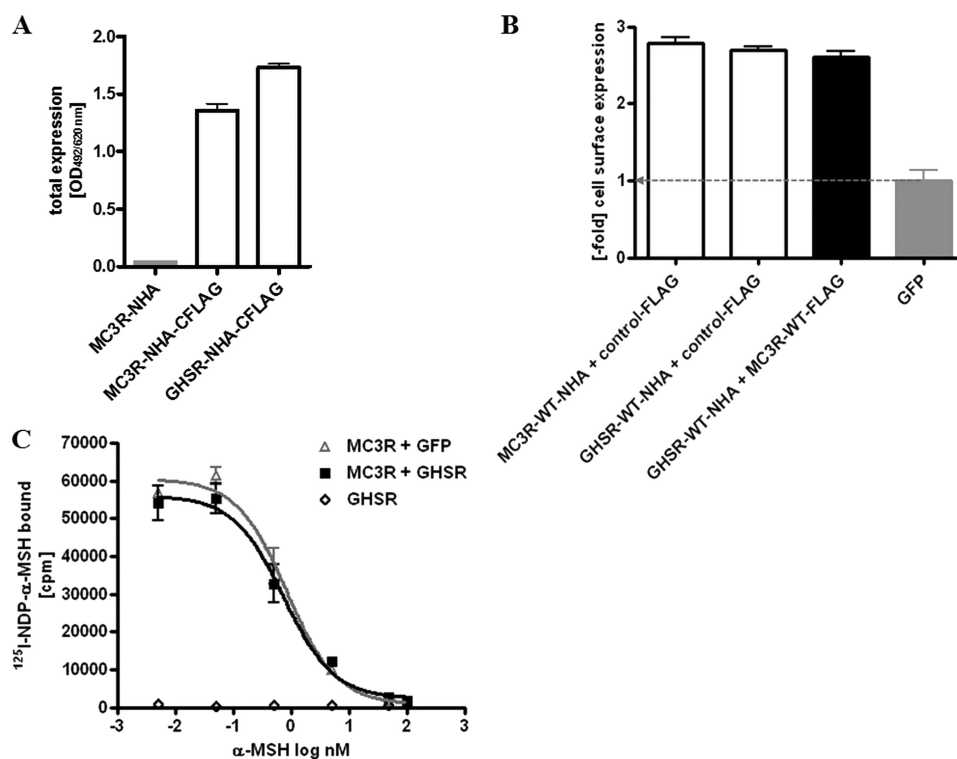 A
total expression
[OD492/620 nm]
2.0
1.5
1.0
0.5
0.0
MC3R-NHA
MC3R-NHA-CFLAG
GHSR-NHA-CFLAG
B
[-fold] cell surface expression
3
2
1
0
MC3R-WT-NHA + control-FLAG
GHSR-WT-NHA + control-FLAG
GHSR-WT-NHA + MC3R-WT-FLAG
GFP
C
125I-NDP-α-MSH bound
[cpm]
70000
60000
50000
40000
30000
20000
10000
0
-3 -2 -1 0 1 2 3
α-MSH log nM
MC3R + GFP
MC3R + GHSR
GHSR